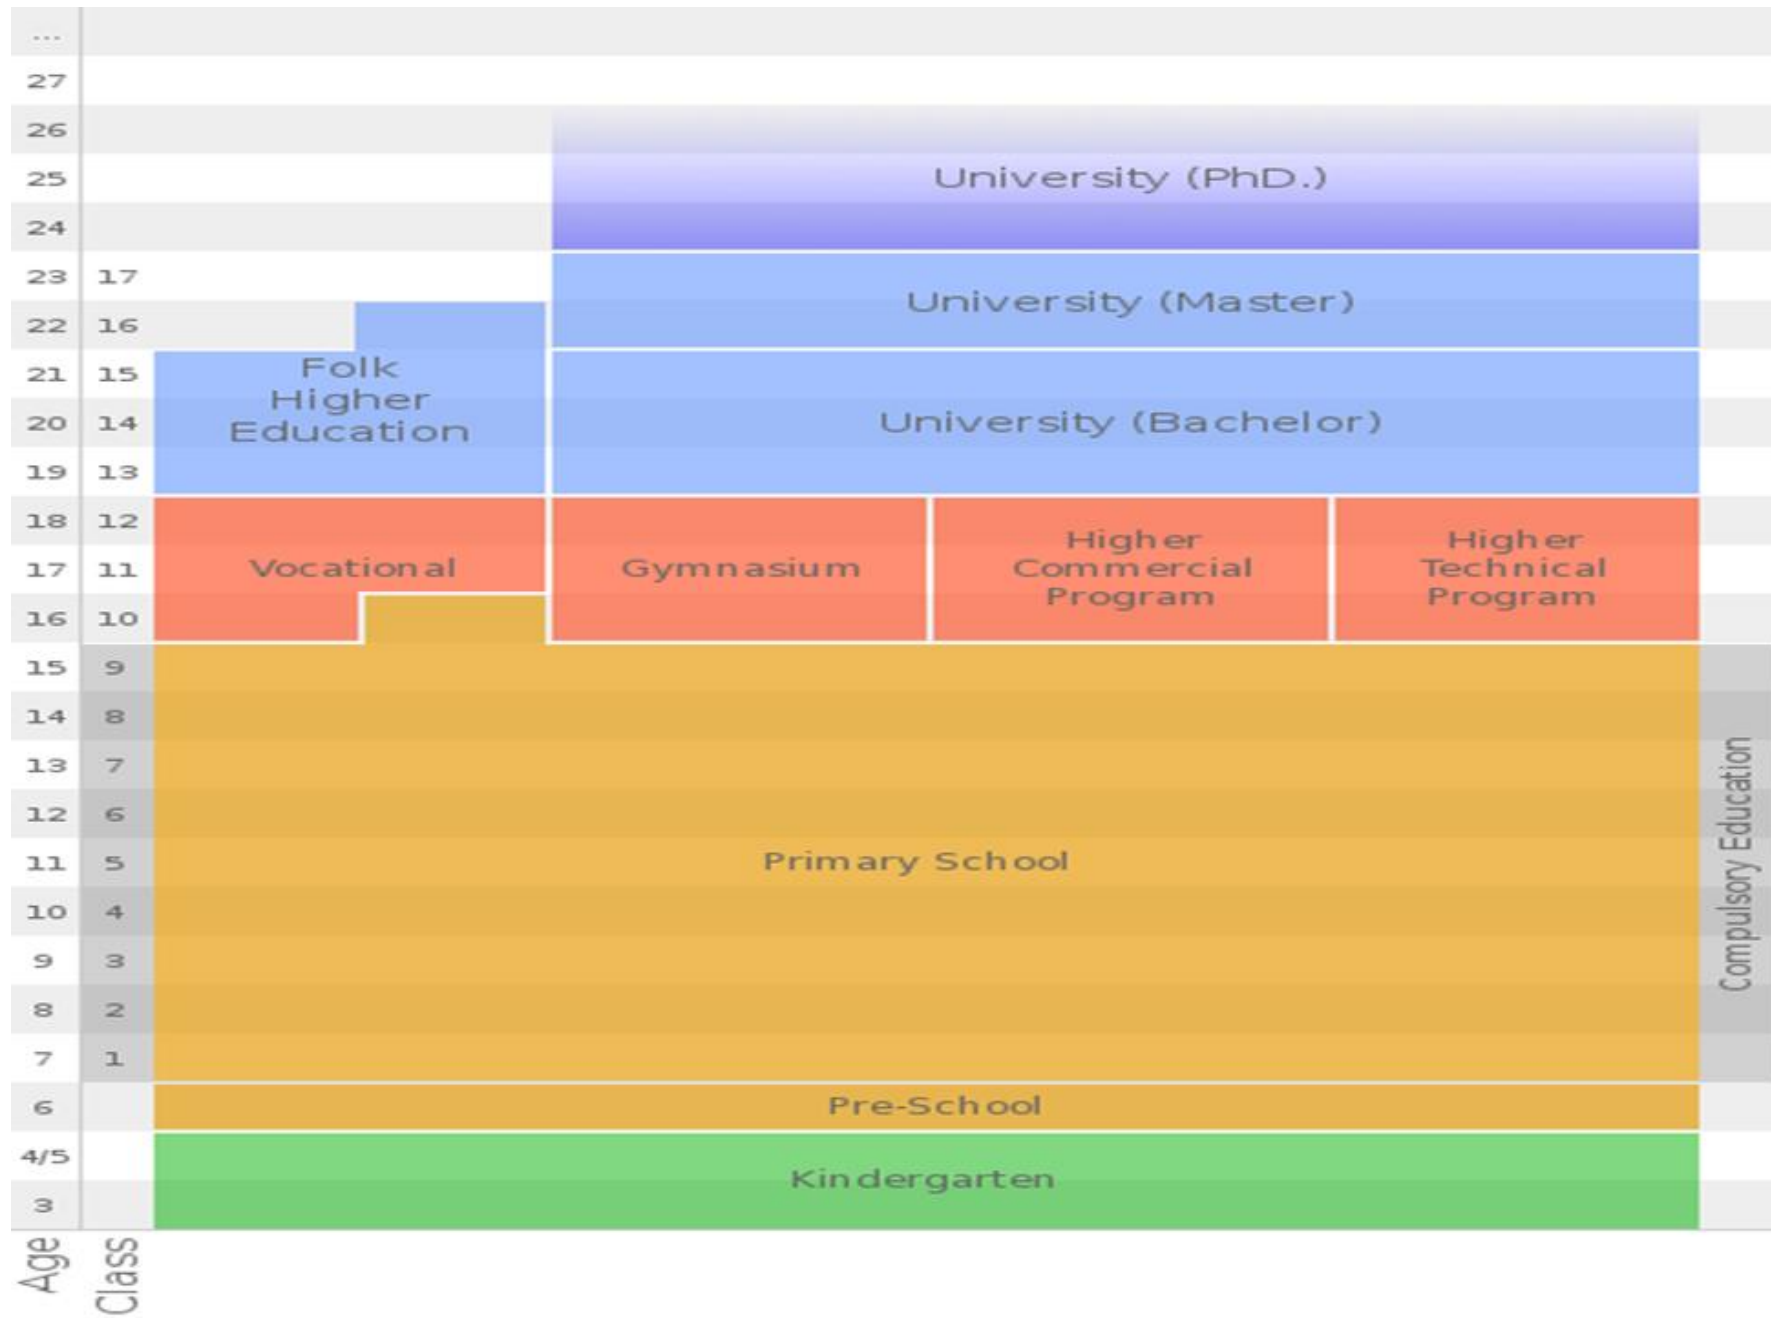 ...
27
26
25
University (PhD.)
24
23 17
University (Master)
22 16
21 15
Folk
Higher
Education
20 14
University (Bachelor)
19 13
18 12
17 11
Vocational
Gymnasium
Higher
Commercial
Program
Higher
Technical
Program
16 10
15 9
14 8
13 7
12 6
11 5
Primary School
10 4
9 3
8 2
7 1
Compulsory Education
6
Pre-School
4/5
Kindergarten
3
Age
Class